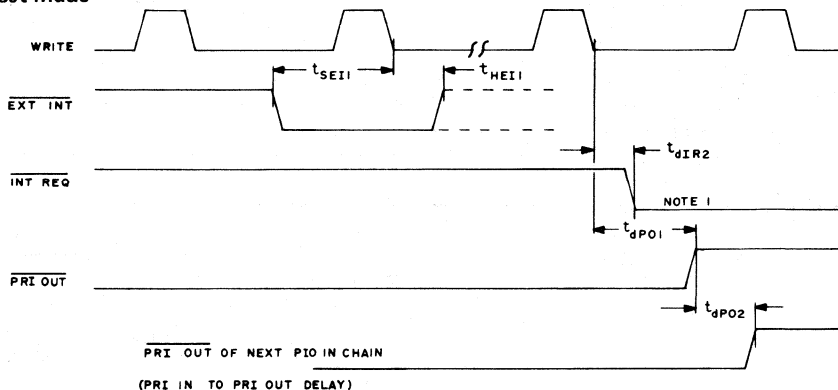 WRITE
tSEI1
tHEI1
EXT INT
tdIR2
INT REQ
NOTE 1
tdPO1
PRI OUT
tdPO2
PRI OUT OF NEXT PIO IN CHAIN
(PRI IN TO PRI OUT DELAY)